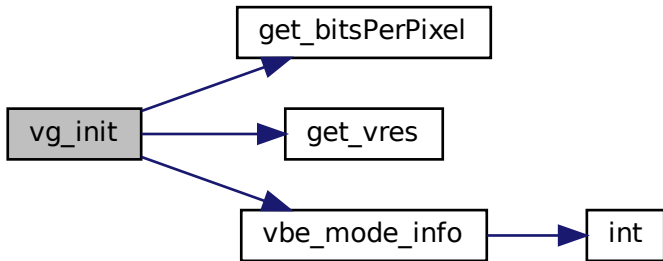 get_bitsPerPixel
vg_init
get_vres
vbe_mode_info
int